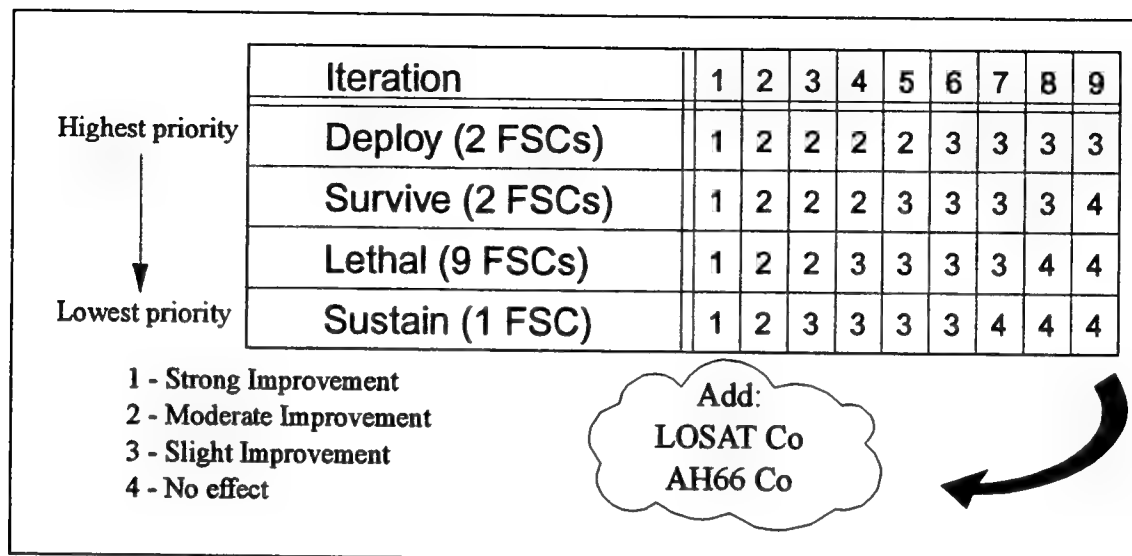 Iteration 1 2 3 4 5 6 7 8 9
Highest priority Deploy (2 FSCs) 1 2 2 2 2 3 3 3 3
Survive (2 FSCs) 1 2 2 2 3 3 3 3 4
Lethal (9 FSCs) 1 2 2 3 3 3 3 4 4
Lowest priority Sustain (1 FSC) 1 2 3 3 3 3 4 4 4
1 - Strong Improvement
2 - Moderate Improvement
3 - Slight Improvement
4 - No effect
Add:
LOSAT Co
AH66 Co